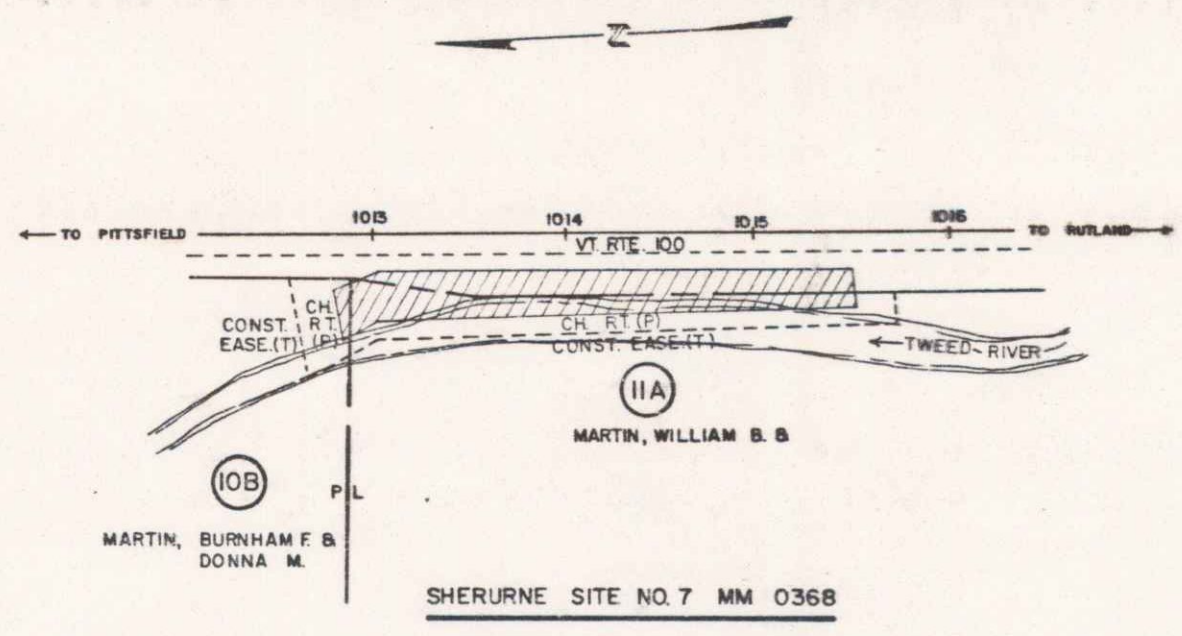 N
1013 1014 1015 1016
← TO PITTSFIELD TO RUTLAND →
VT. RTE. 100
CH.
CONST. RT.
EASE.(T) (P)
CH. RT. (P)
CONST. EASE.(T)
← TWEED RIVER
11A
MARTIN, WILLIAM B. &
10B
P L
MARTIN, BURNHAM F. &
DONNA M.
SHERURNE SITE NO. 7 MM 0368